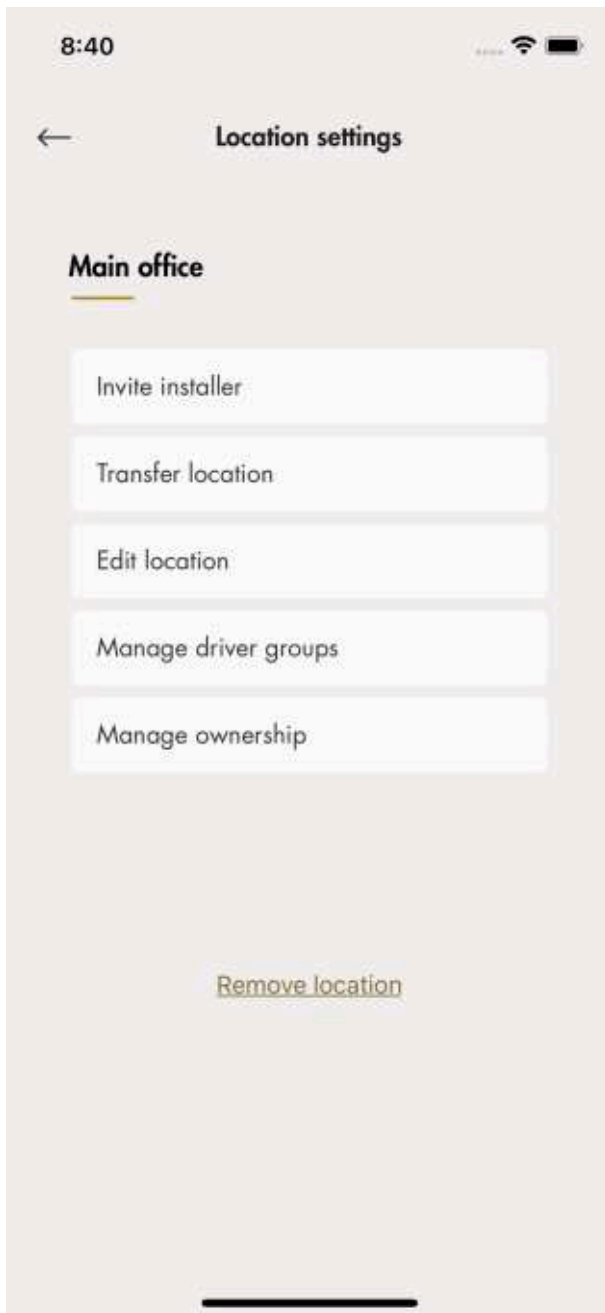 8:40
Location settings
Main office
Invite installer
Transfer location
Edit location
Manage driver groups
Manage ownership
Remove location